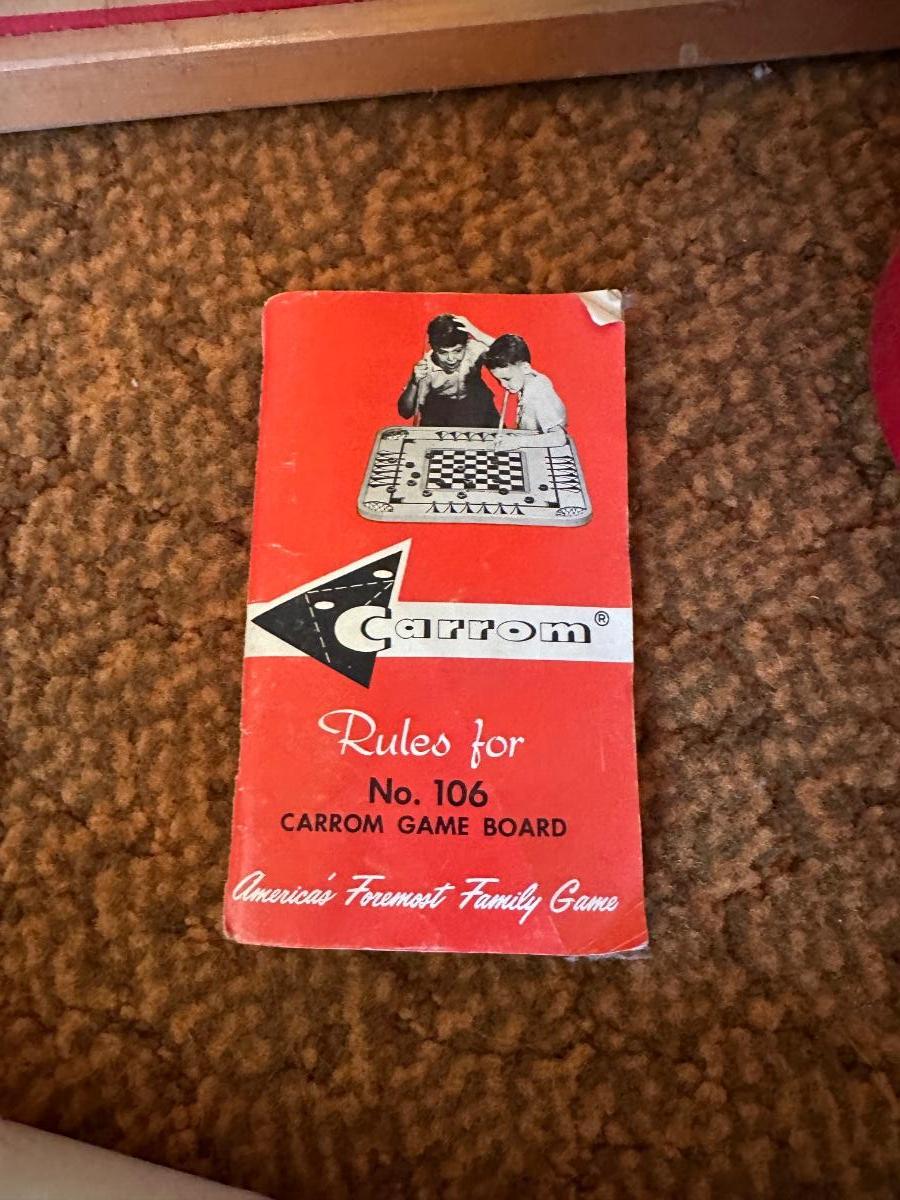 Carrom®
Rules for
No. 106
CARROM GAME BOARD
America's Foremost Family Game